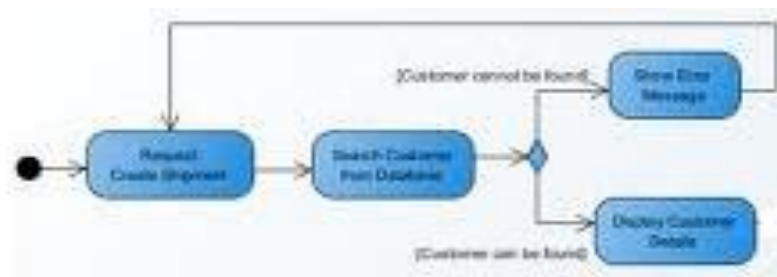 [Customer cannot be found]
Show Error
Message
Request
Create Shipment
Search Customer
from Database
Display Customer
Details
[Customer can be found]